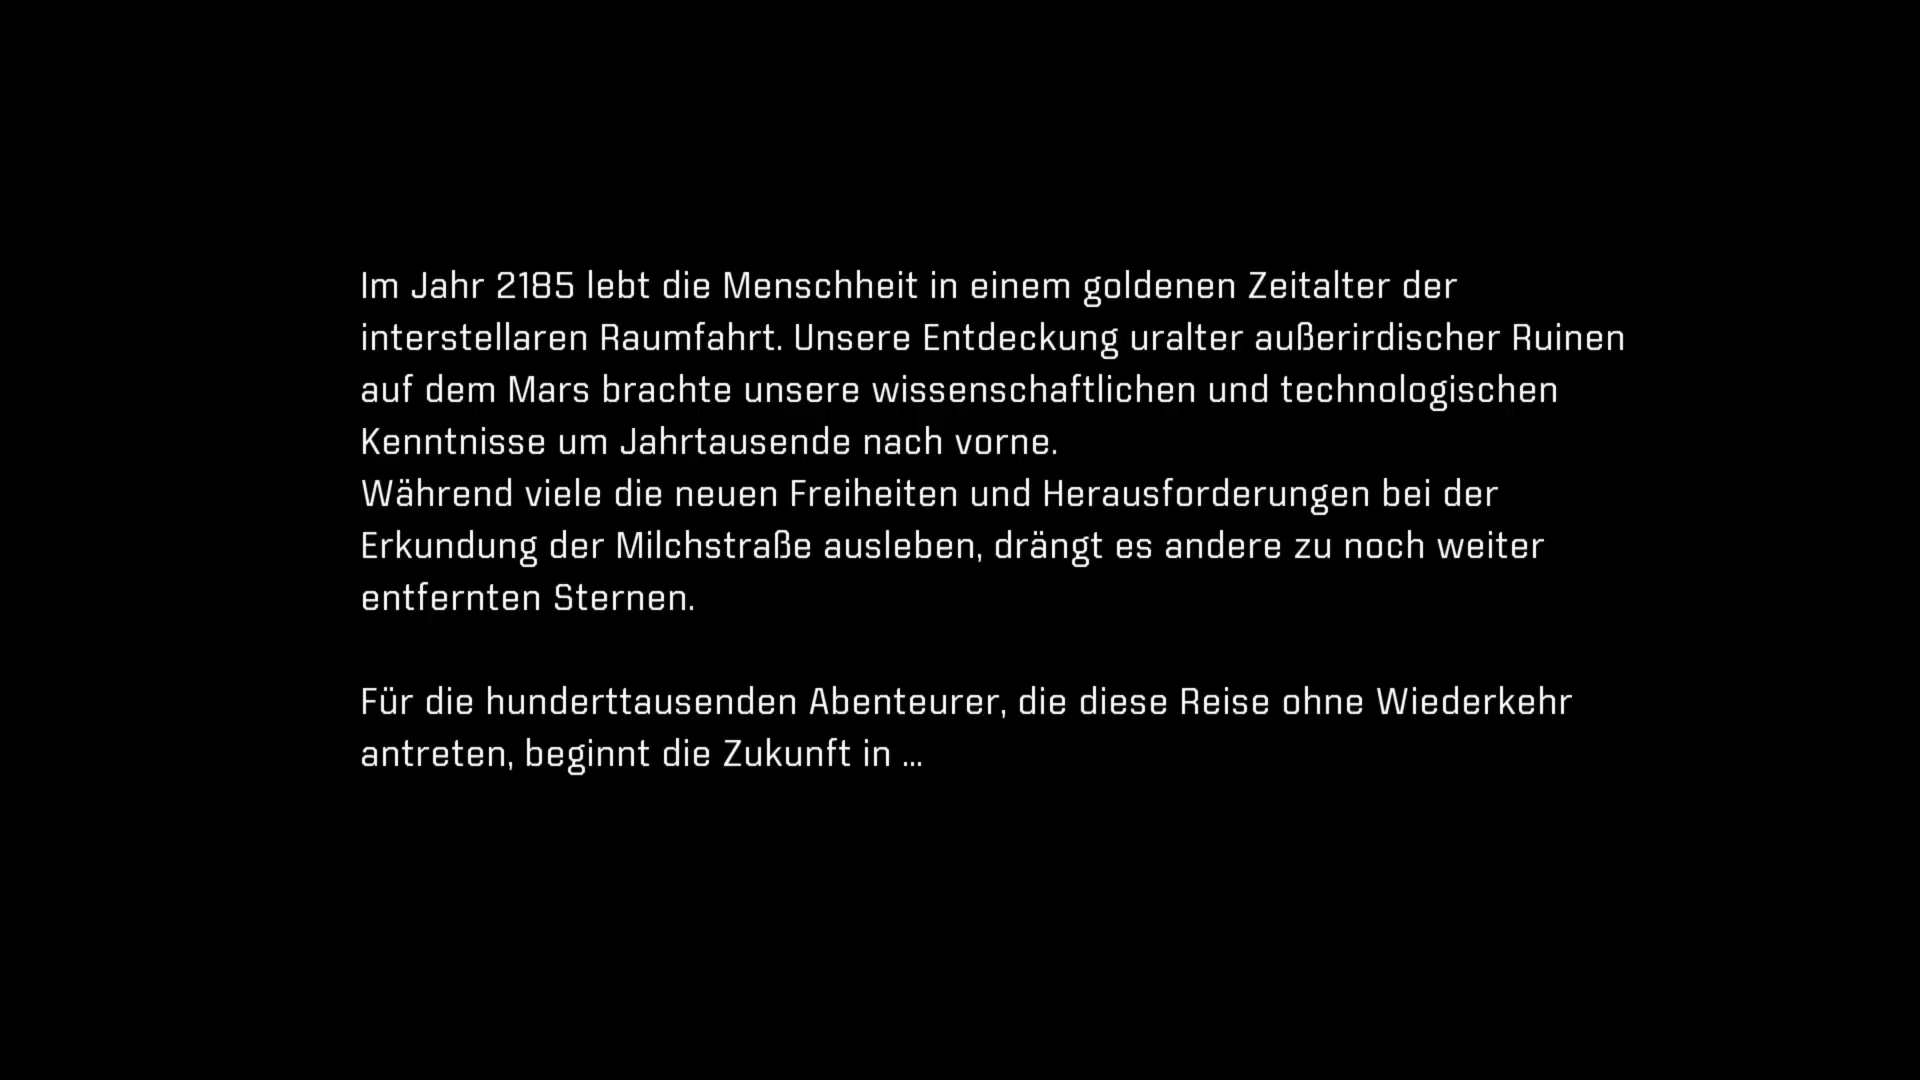 Im Jahr 2185 lebt die Menschheit in einem goldenen Zeitalter der
interstellaren Raumfahrt. Unsere Entdeckung uralter außerirdischer Ruinen
auf dem Mars brachte unsere wissenschaftlichen und technologischen
Kenntnisse um Jahrtausende nach vorne.
Während viele die neuen Freiheiten und Herausforderungen bei der
Erkundung der Milchstraße ausleben, drängt es andere zu noch weiter
entfernten Sternen.
Für die hunderttausenden Abenteurer, die diese Reise ohne Wiederkehr
antreten, beginnt die Zukunft in ...